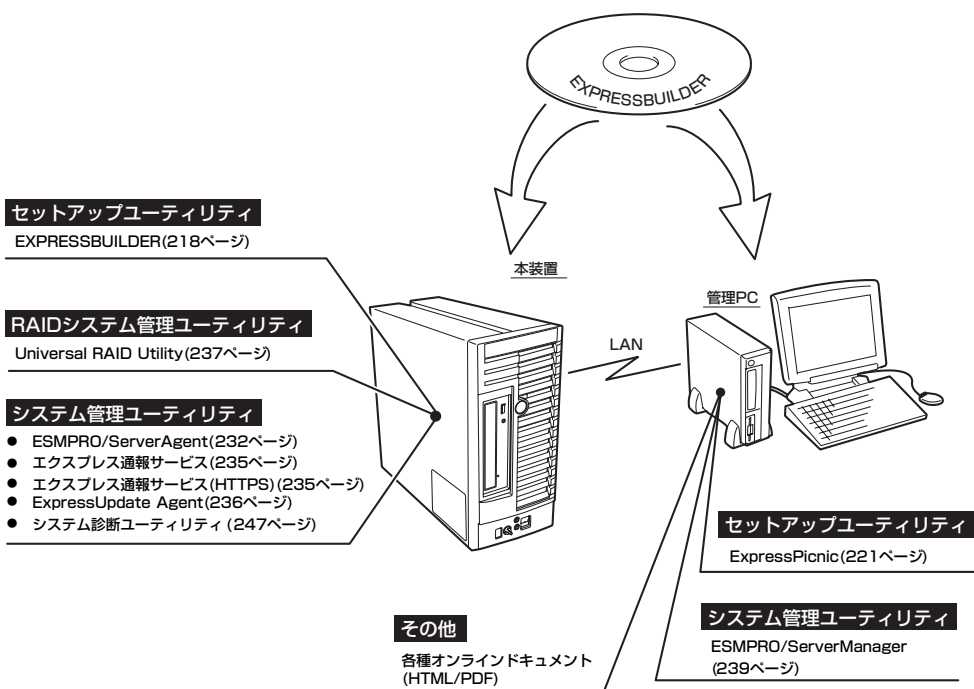 EXPRESSBUILDER
セットアップユーティリティ
EXPRESSBUILDER(218ページ)
本装置
管理PC
RAIDシステム管理ユーティリティ
Universal RAID Utility(237ページ)
LAN
システム管理ユーティリティ
● ESMPRO/ServerAgent(232ページ)
● エクスプレス通報サービス(235ページ)
● エクスプレス通報サービス(HTTPS)(235ページ)
● ExpressUpdate Agent(236ページ)
● システム診断ユーティリティ(247ページ)
セットアップユーティリティ
ExpressPicnic(221ページ)
システム管理ユーティリティ
ESMPRO/ServerManager
(239ページ)
その他
各種オンラインドキュメント
(HTML/PDF)